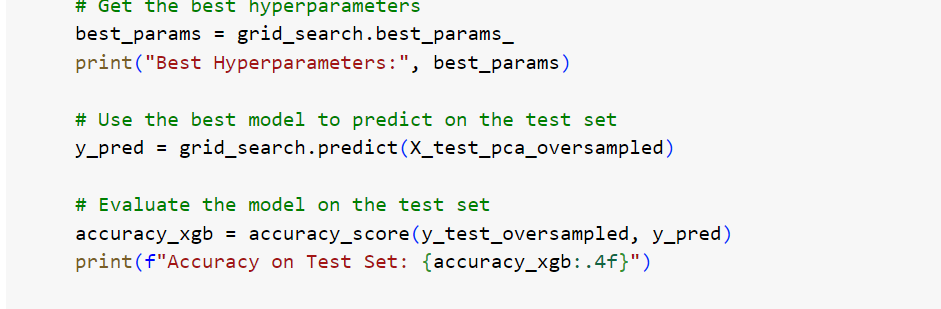 # Get the best hyperparameters
best_params = grid_search.best_params_
print("Best Hyperparameters:", best_params)
# Use the best model to predict on the test set
y_pred = grid_search.predict(X_test_pca_oversampled)
# Evaluate the model on the test set
accuracy_xgb = accuracy_score(y_test_oversampled, y_pred)
print(f"Accuracy on Test Set: {accuracy_xgb:.4f}")